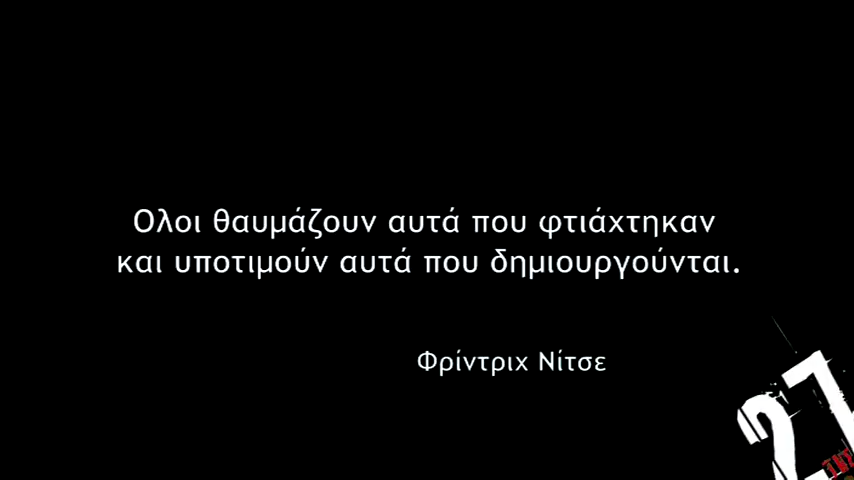 Ολοι θαυμάζουν αυτά που φτιάχτηκαν
και υποτιμούν αυτά που δημιουργούνται.
Φρίντριχ Νίτσε
27